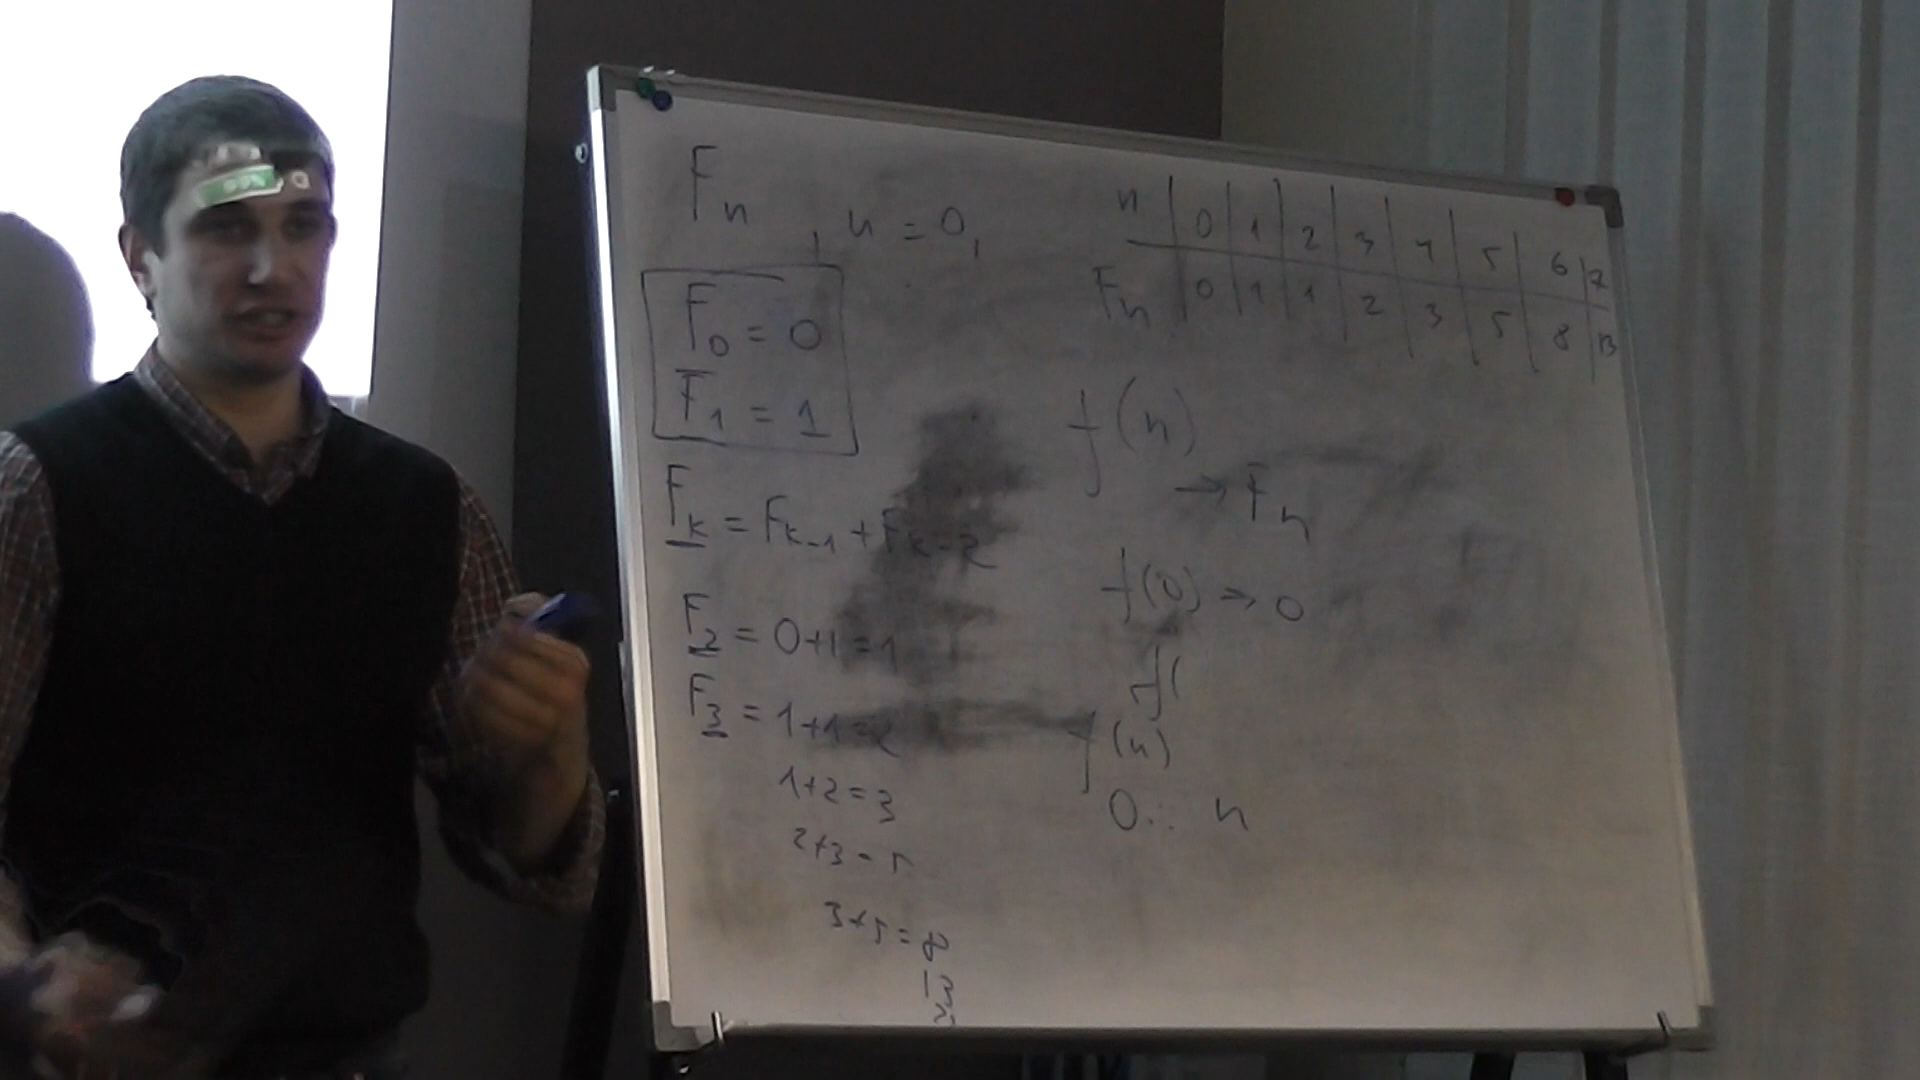 Fn , n = 0,
F0 = 0
F1 = 1
Fk = Fk-1 + Fk-2
F2 = 0+1=1
F3 = 1+1=2
1+2=3
2+3=5
3+5=8
13
n 0 1 2 3 4 5 6 7
Fn 0 1 1 2 3 5 8 13
f(n)
→ Fn
f(0) → 0
f(
f(n)
0.. n
99%